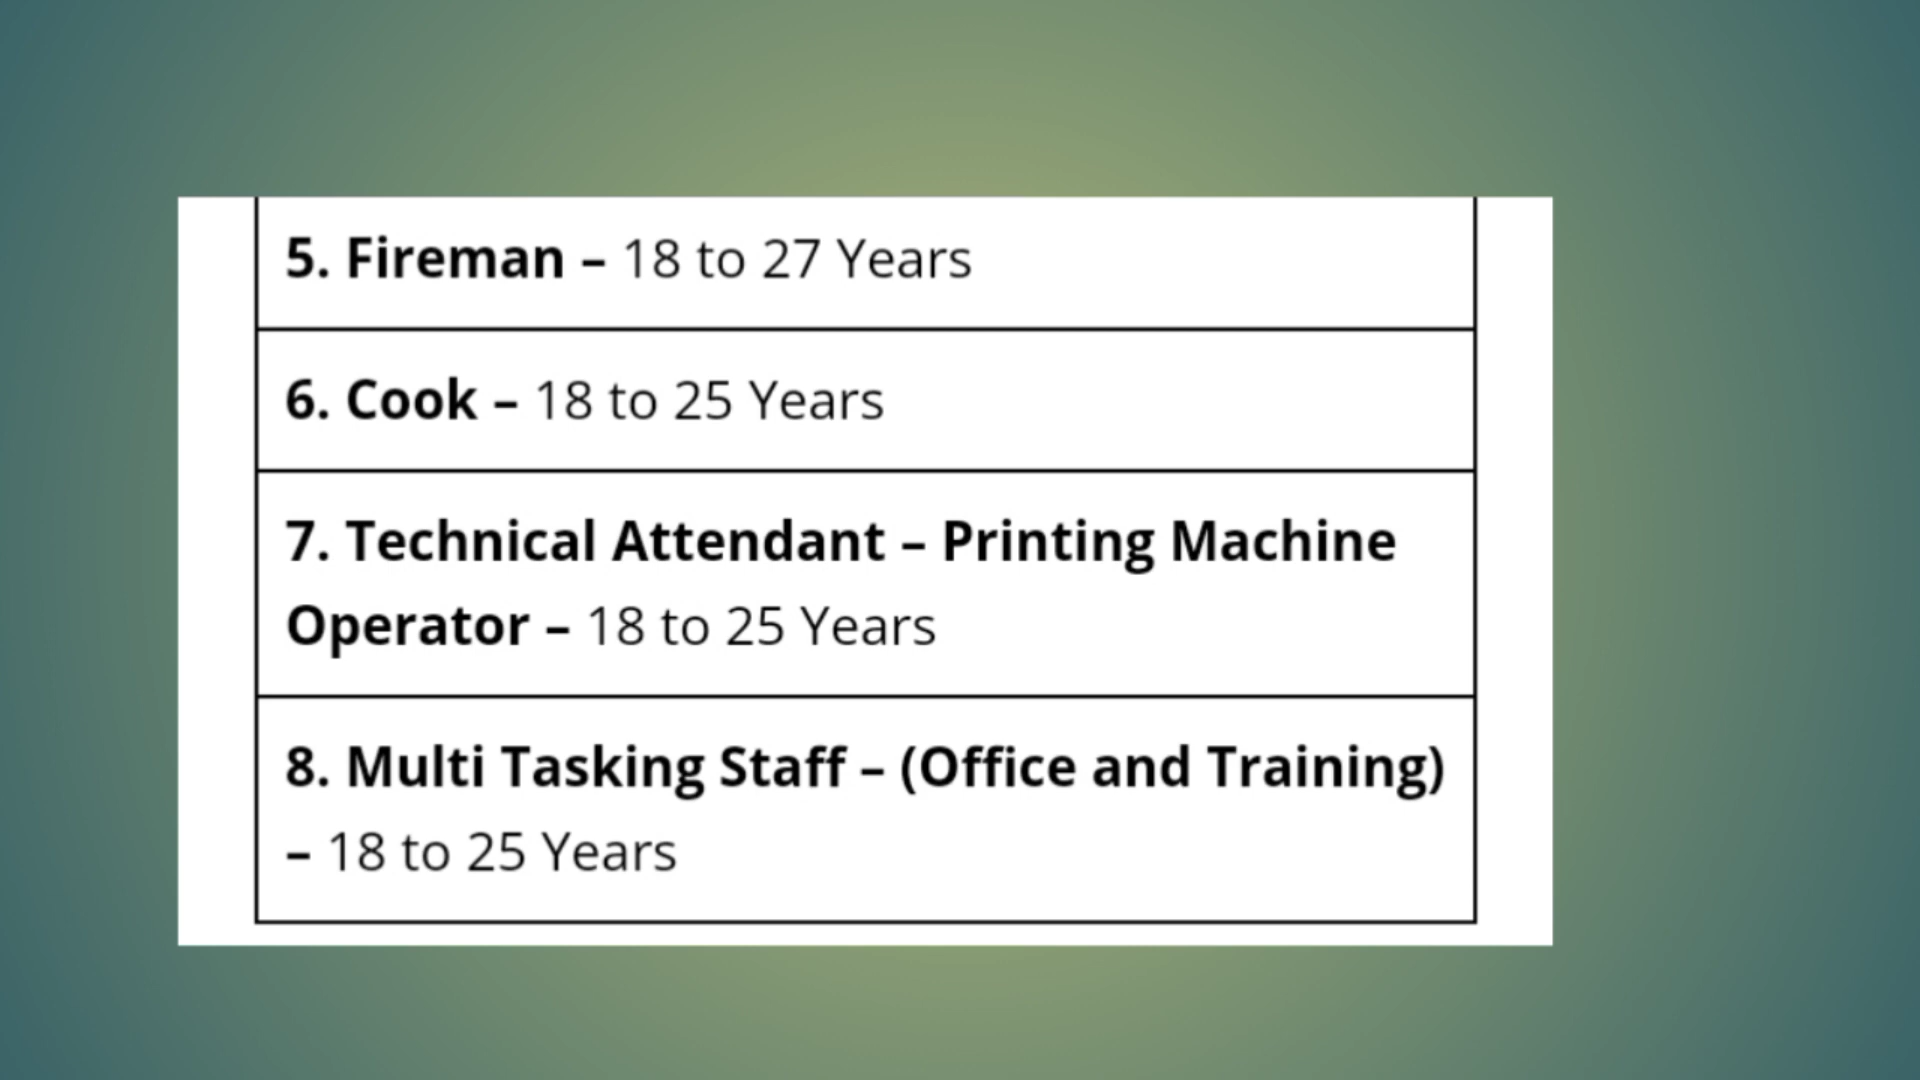 5. Fireman – 18 to 27 Years
6. Cook – 18 to 25 Years
7. Technical Attendant – Printing Machine
Operator – 18 to 25 Years
8. Multi Tasking Staff – (Office and Training)
– 18 to 25 Years